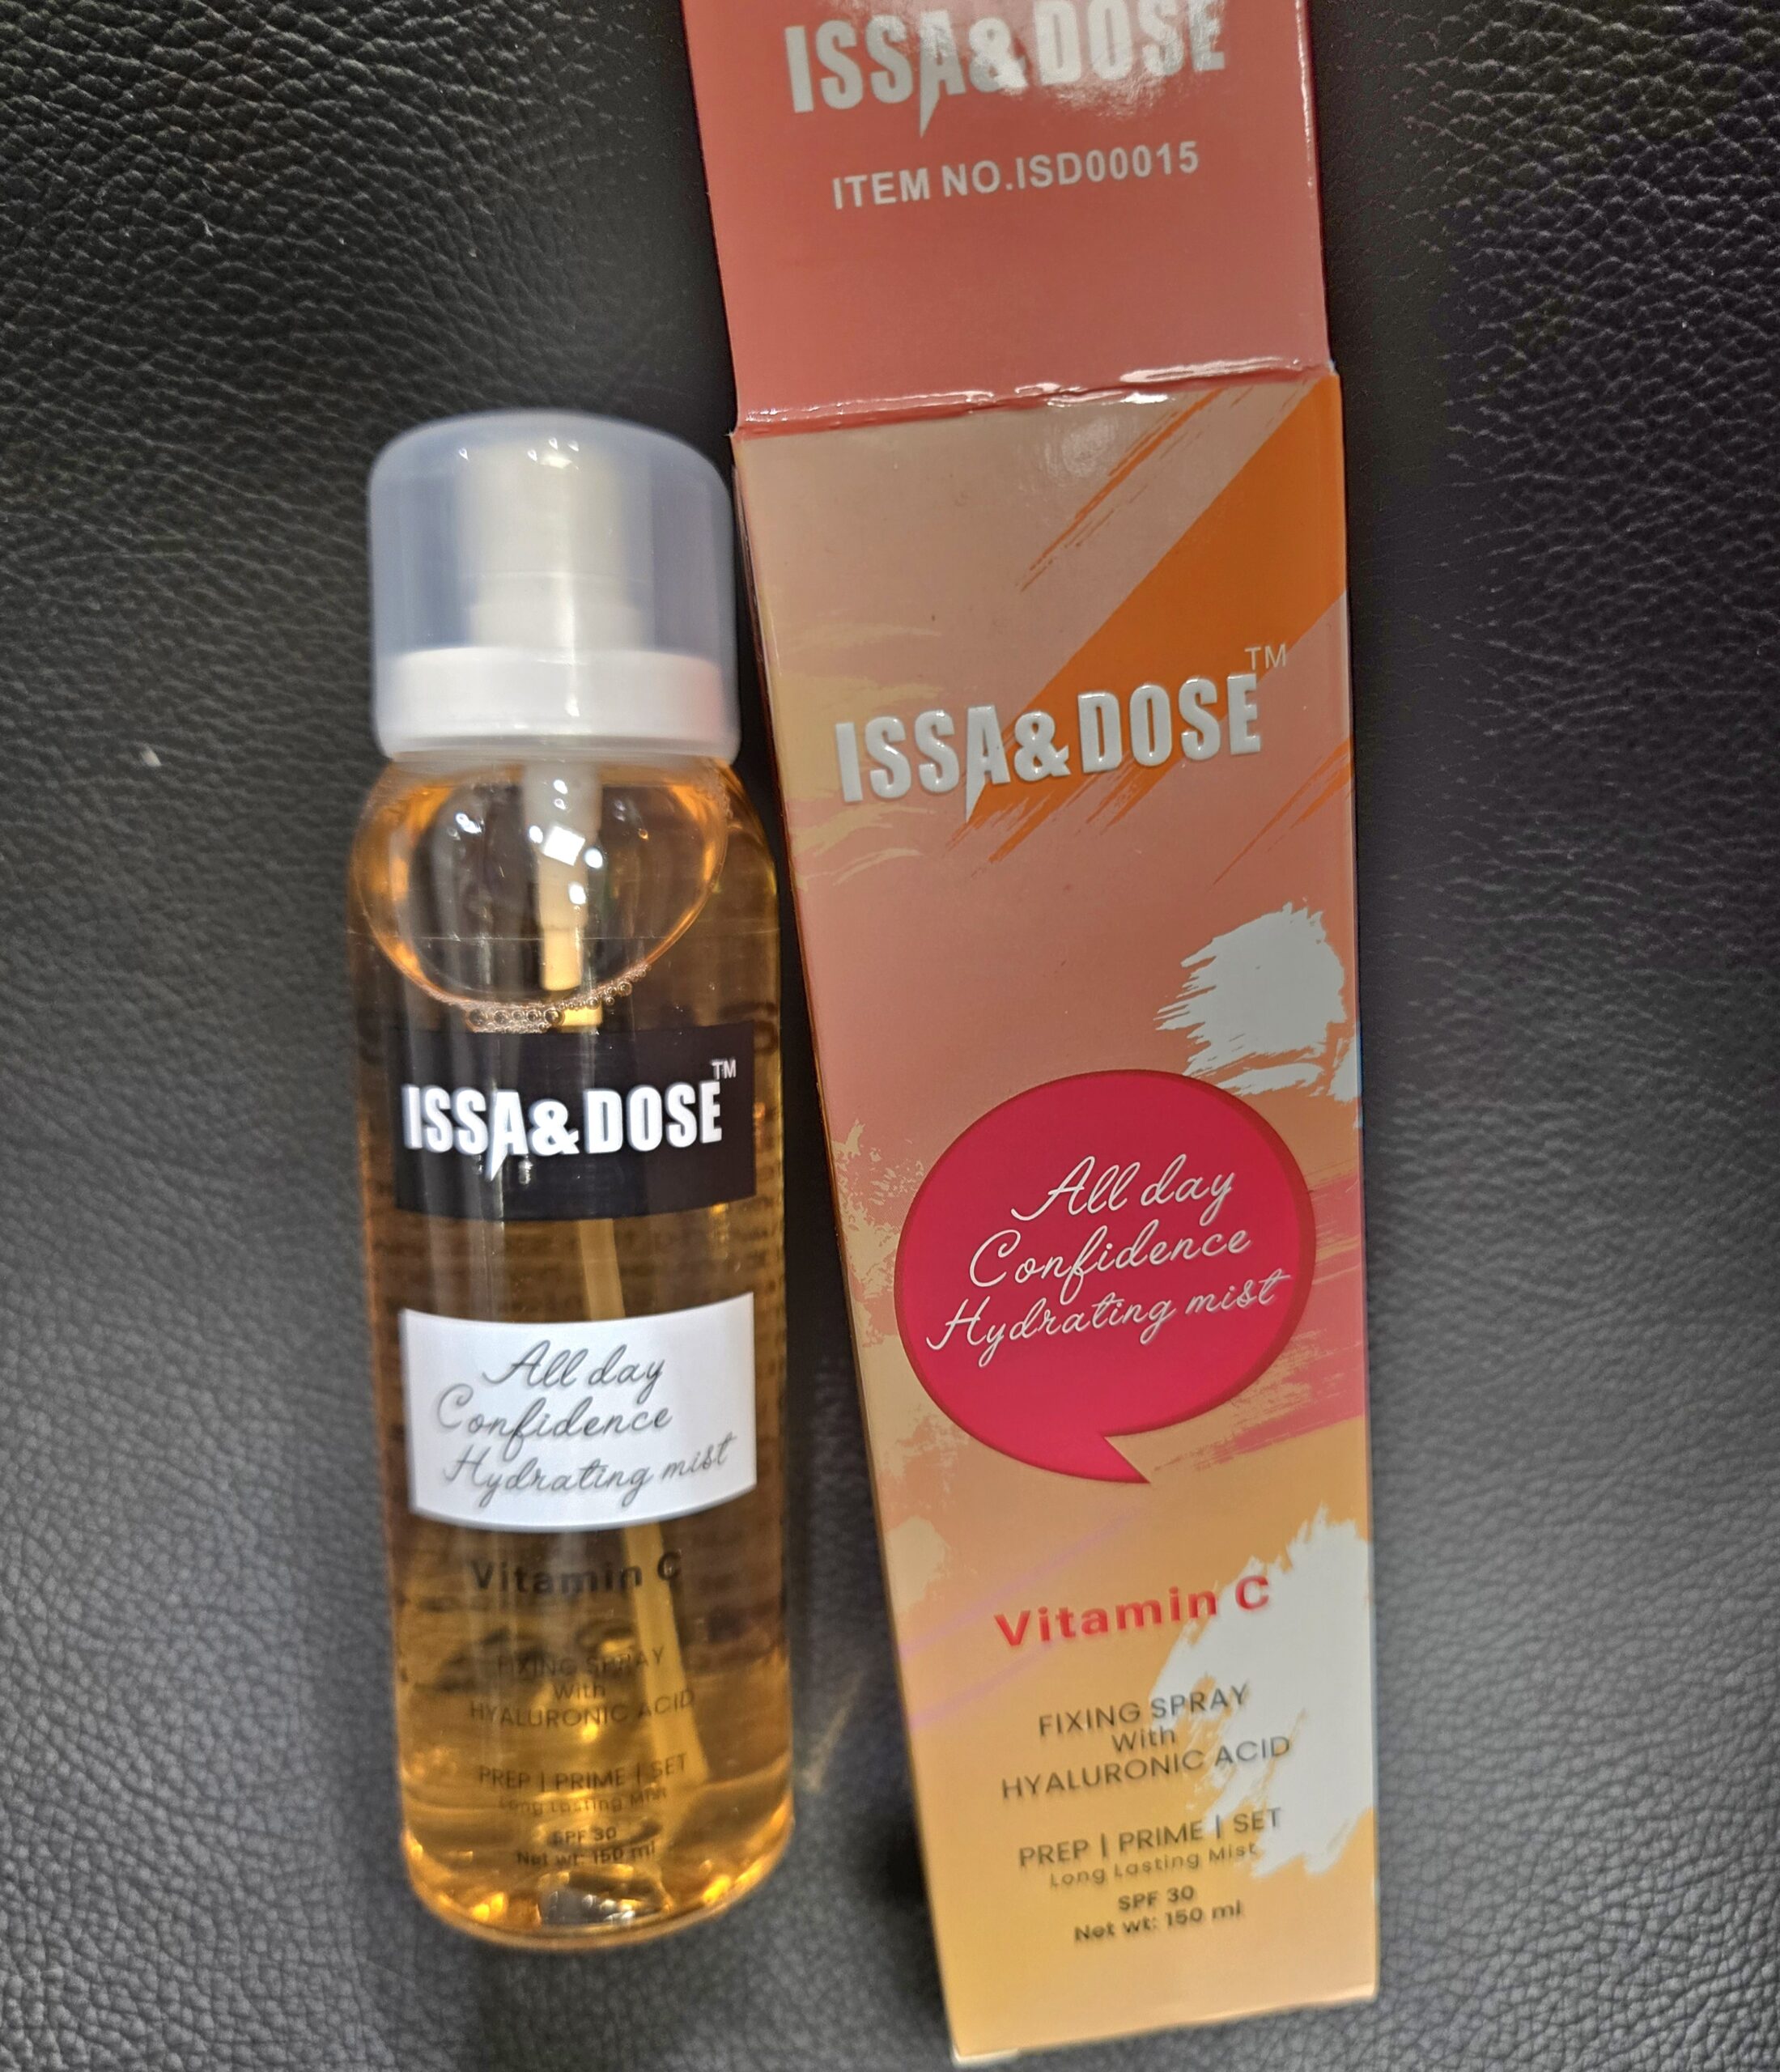 ISSA&DOSE
ITEM NO.ISD00015
ISSA&DOSE™
All day
Confidence
Hydrating mist
Vitamin C
FIXING SPRAY
With
HYALURONIC ACID
PREP | PRIME | SET
Long Lasting Mist
SPF 30
Net wt: 150 ml
ISSA&DOSE™
All day
Confidence
Hydrating mist
Vitamin C
FIXING SPRAY
With
HYALURONIC ACID
PREP | PRIME | SET
Long Lasting Mist
SPF 30
Net wt: 150 ml